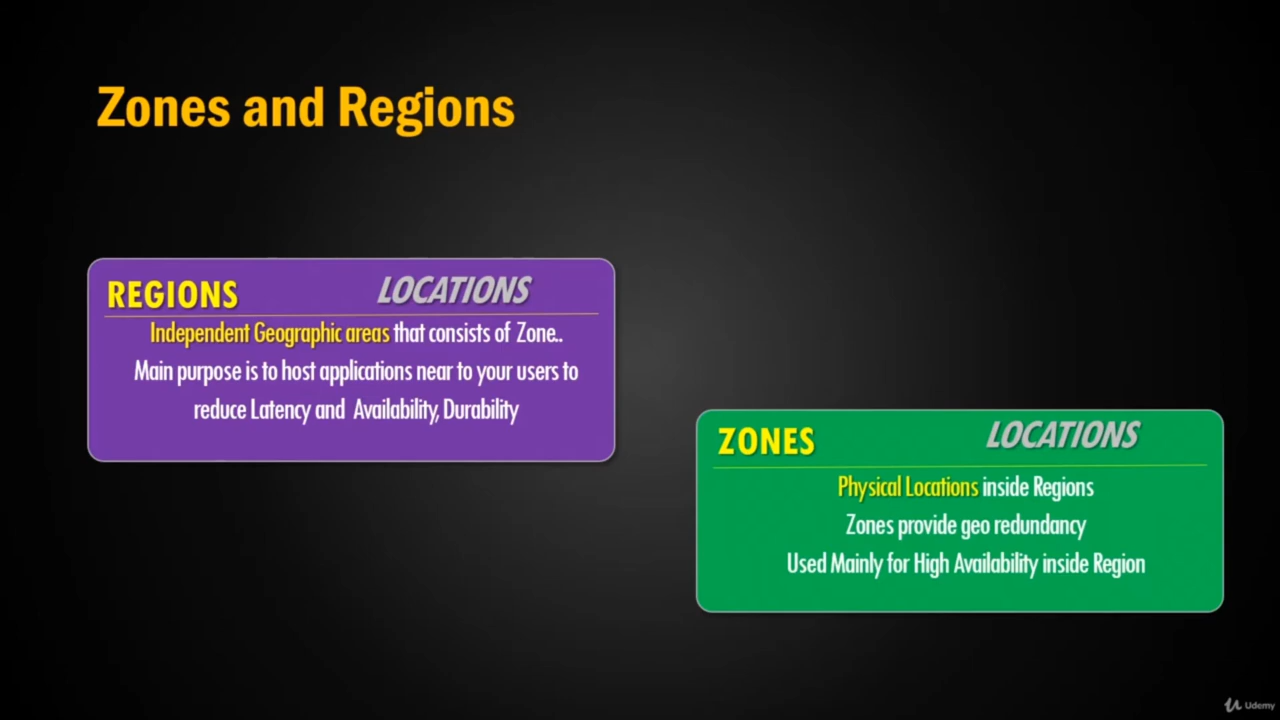 Zones and Regions
REGIONS LOCATIONS
Independent Geographic areas that consists of Zone..
Main purpose is to host applications near to your users to
reduce Latency and Availability, Durability
ZONES LOCATIONS
Physical Locations inside Regions
Zones provide geo redundancy
Used Mainly for High Availability inside Region
Udemy